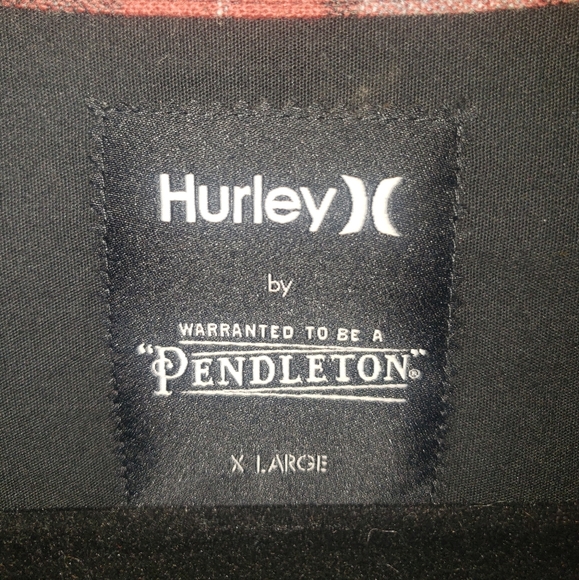 Hurley
by
WARRANTED TO BE A
"PENDLETON"®
X LARGE